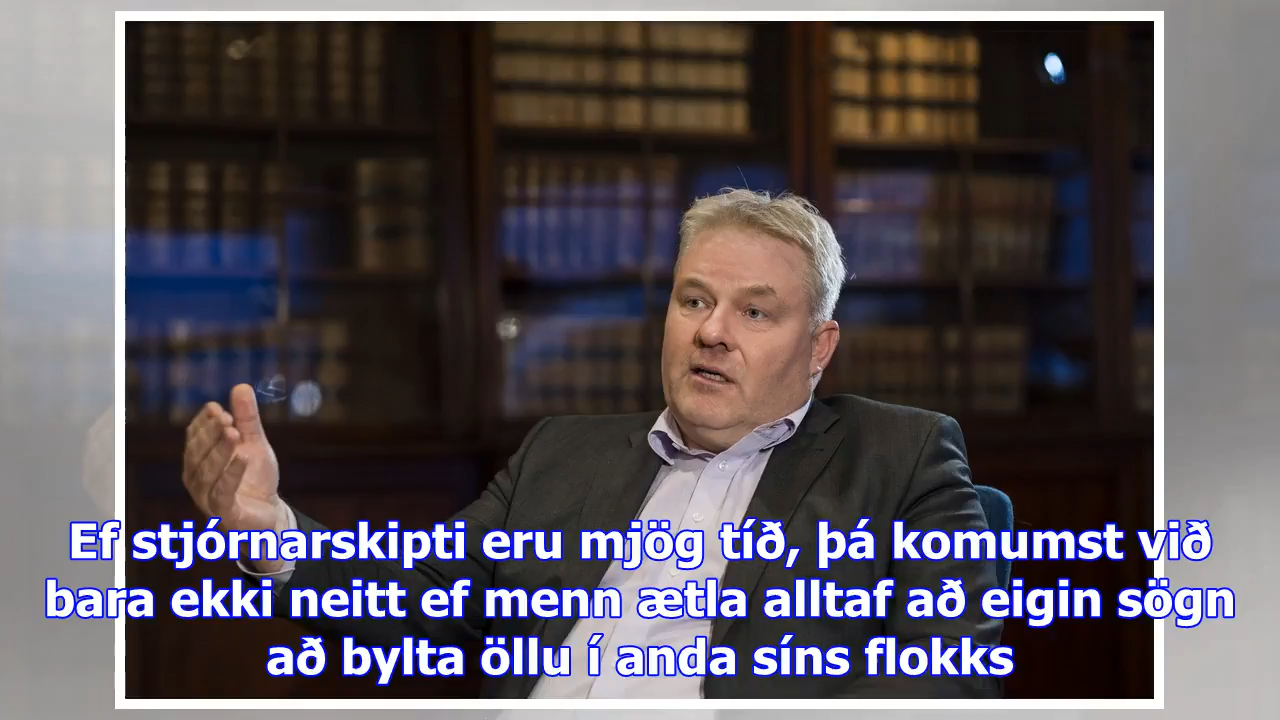 Ef stjórnarskipti eru mjög tíð, þá komumst við
bara ekki neitt ef menn ætla alltaf að eigin sögn
að bylta öllu í anda síns flokks